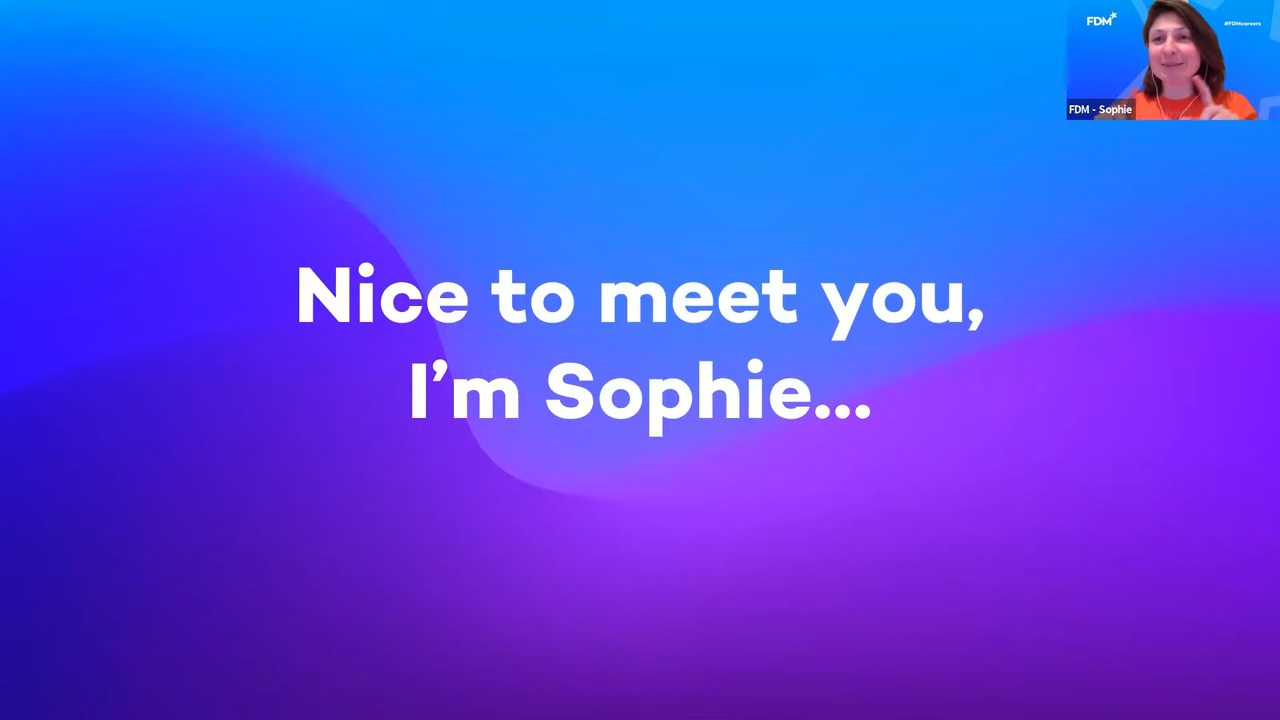 FDM
#FDMcareers
FDM - Sophie
Nice to meet you,
I’m Sophie...